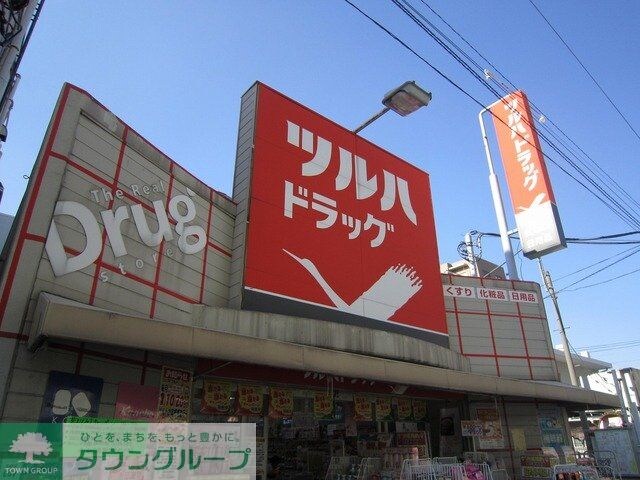 The Real
Drug
Store
ツルハ
ドラッグ
ツルハドラッグ
くすり 化粧品 日用品
ひとを、まちを、もっと豊かに。
タウングループ
TOWN GROUP